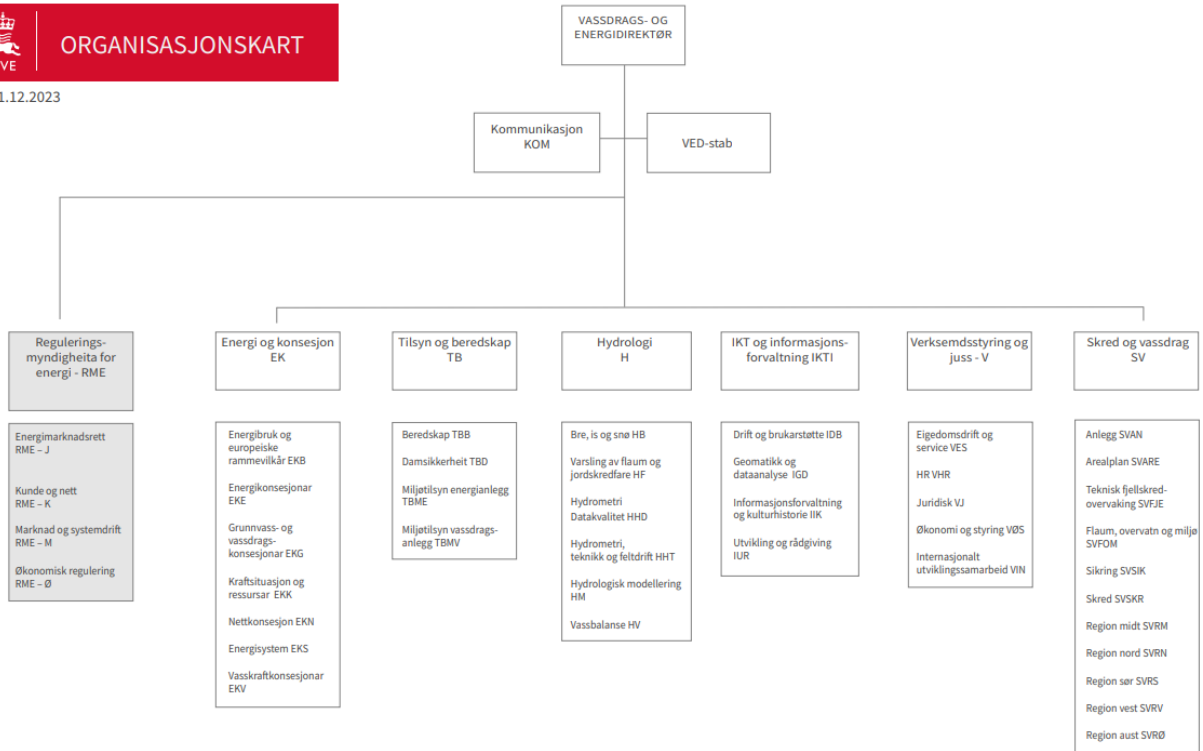 VE
ORGANISASJONSKART
1.12.2023
VASSDRAGS- OG
ENERGIDIREKTØR
Kommunikasjon
KOM
VED-stab
Regulerings-
myndigheita for
energi - RME
Energi og konsesjon
EK
Tilsyn og beredskap
TB
Hydrologi
H
IKT og informasjons-
forvaltning IKTI
Verksemdsstyring og
juss - V
Skred og vassdrag
SV
Energimarknadsrett
RME – J
Kunde og nett
RME – K
Marknad og systemdrift
RME – M
Økonomisk regulering
RME – Ø
Energibruk og
europeiske
rammevilkår EKB
Energikonsesjonar
EKE
Grunnvass- og
vassdrags-
konsesjonar EKG
Kraftsituasjon og
ressursar EKK
Nettkonsesjon EKN
Energisystem EKS
Vasskraftkonsesjonar
EKV
Beredskap TBB
Damsikkerheit TBD
Miljøtilsyn energianlegg
TBME
Miljøtilsyn vassdrags-
anlegg TBMV
Bre, is og snø HB
Varsling av flaum og
jordskredfare HF
Hydrometri
Datakvalitet HHD
Hydrometri,
teknikk og feltdrift HHT
Hydrologisk modellering
HM
Vassbalanse HV
Drift og brukarstøtte IDB
Geomatikk og
dataanalyse IGD
Informasjonsforvaltning
og kulturhistorie IIK
Utvikling og rådgiving
IUR
Eigedomsdrift og
service VES
HR VHR
Juridisk VJ
Økonomi og styring VØS
Internasjonalt
utviklingssamarbeid VIN
Anlegg SVAN
Arealplan SVARE
Teknisk fjellskred-
overvaking SVFJE
Flaum, overvatn og miljø
SVFOM
Sikring SVSIK
Skred SVSKR
Region midt SVRM
Region nord SVRN
Region sør SVRS
Region vest SVRV
Region aust SVRØ